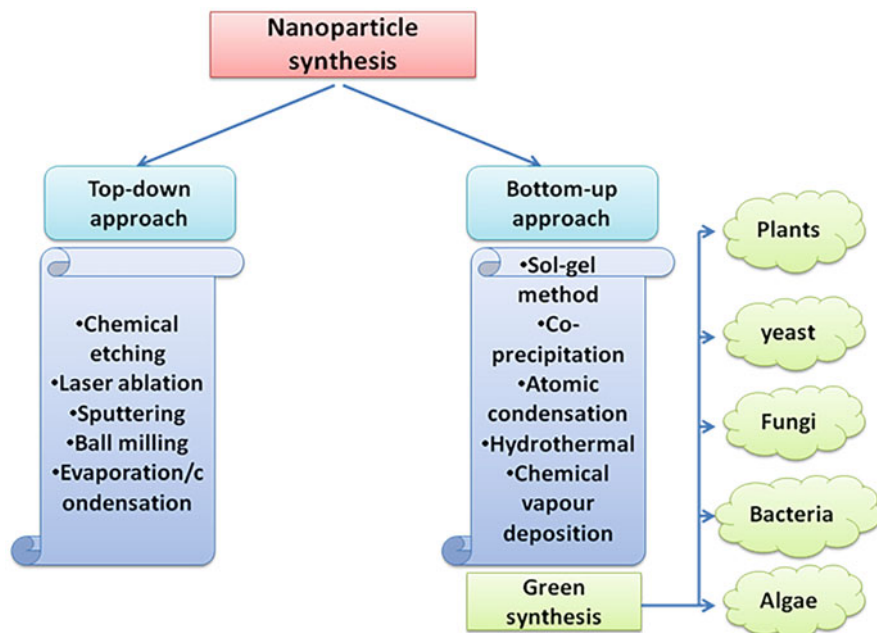 Nanoparticle
synthesis
Top-down
approach
•Chemical
etching
•Laser ablation
•Sputtering
•Ball milling
•Evaporation/c
ondensation
Bottom-up
approach
•Sol-gel
method
•Co-
precipitation
•Atomic
condensation
•Hydrothermal
•Chemical
vapour
deposition
Green
synthesis
Plants
yeast
Fungi
Bacteria
Algae